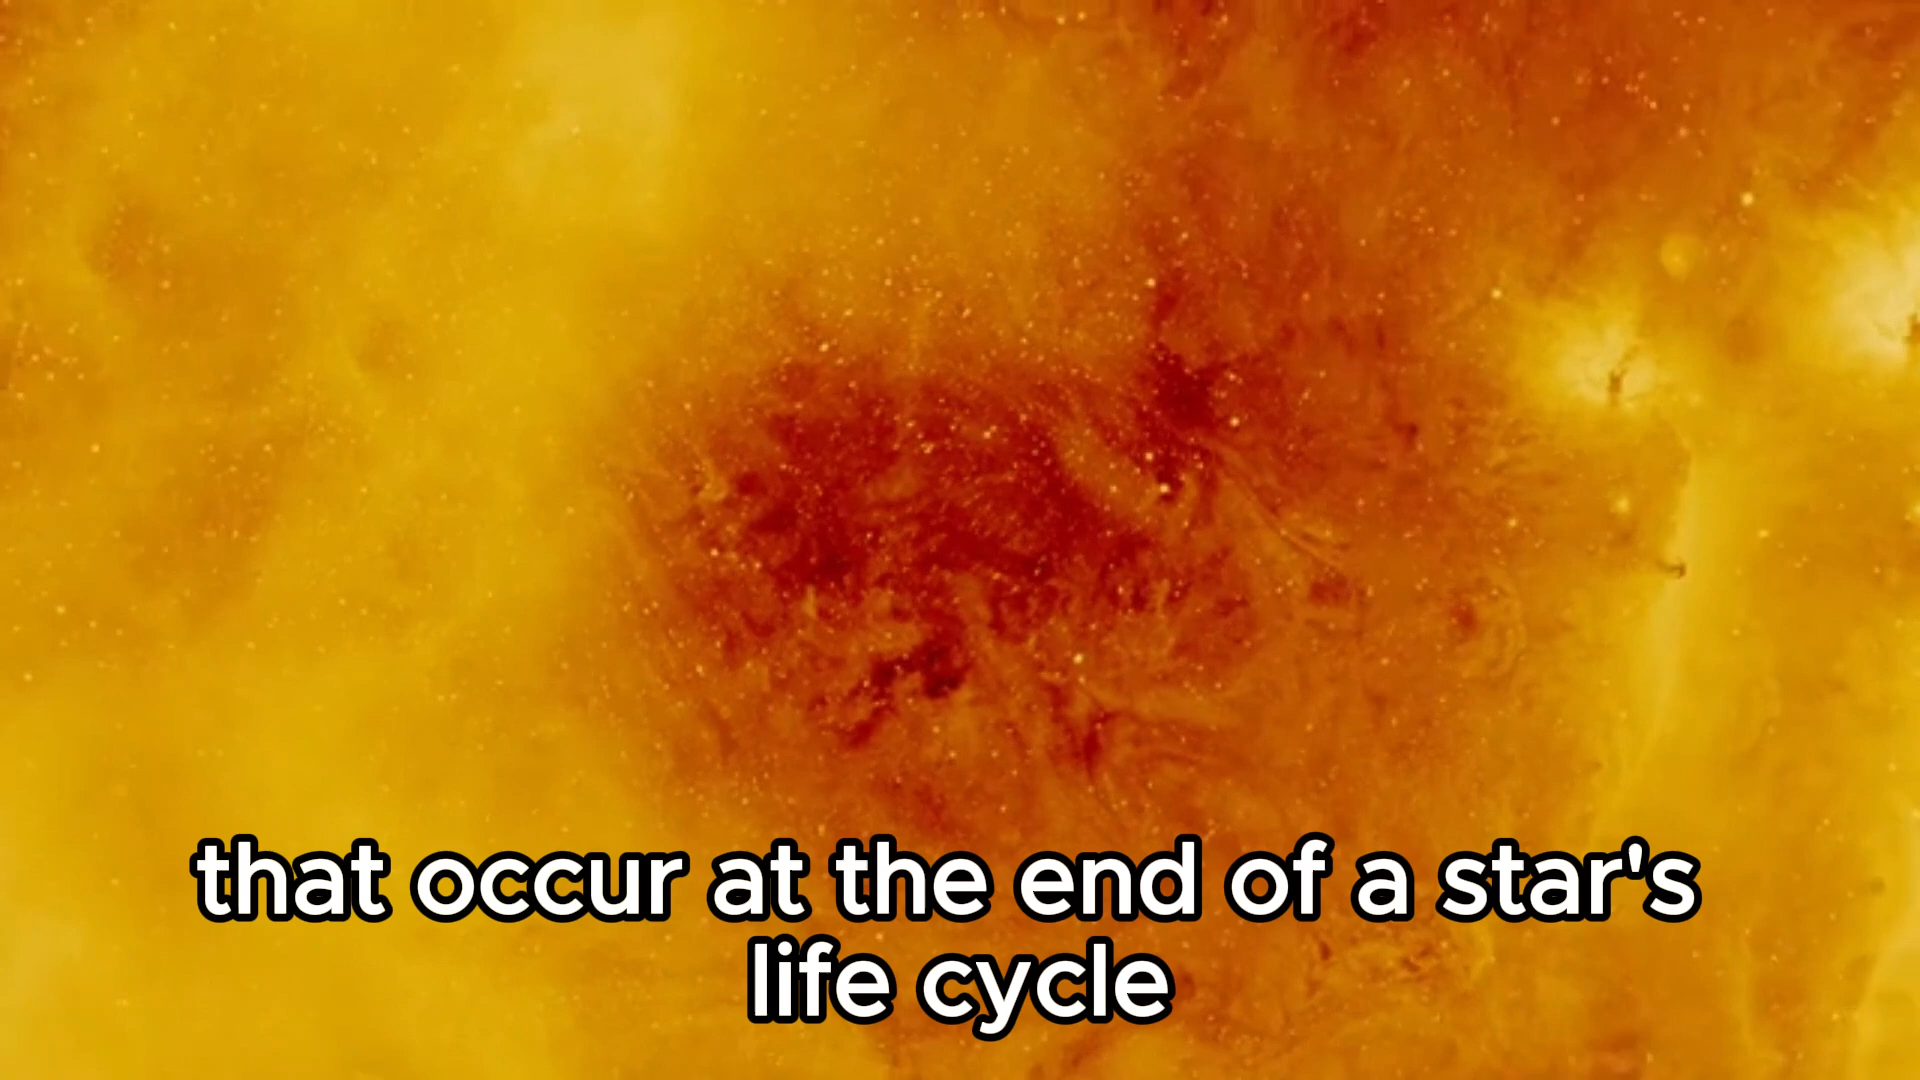 that occur at the end of a star's
life cycle